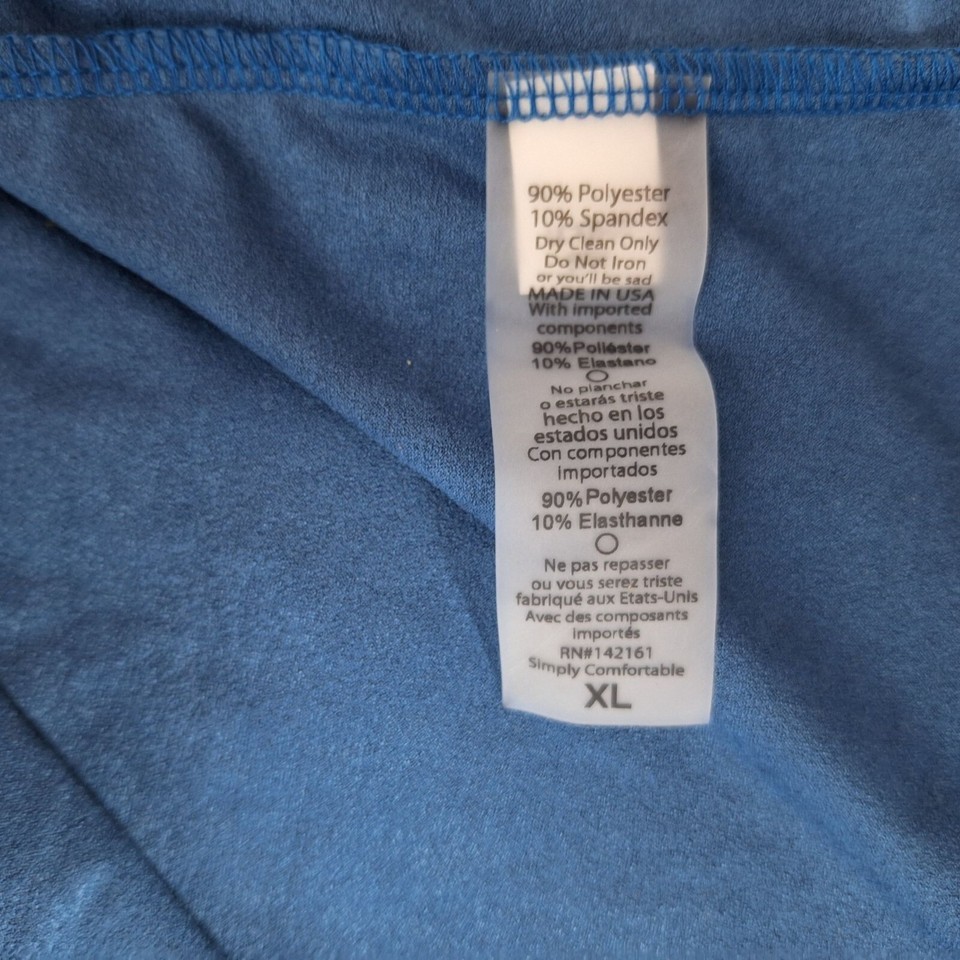 90% Polyester
10% Spandex
Dry Clean Only
Do Not Iron
or you'll be sad
MADE IN USA
With imported
components
90%Poliéster
10% Elastano
No planchar
o estarás triste
hecho en los
estados unidos
Con componentes
importados
90%Polyester
10% Elasthanne
Ne pas repasser
ou vous serez triste
fabriqué aux Etats-Unis
Avec des composants
importés
RN#142161
Simply Comfortable
XL